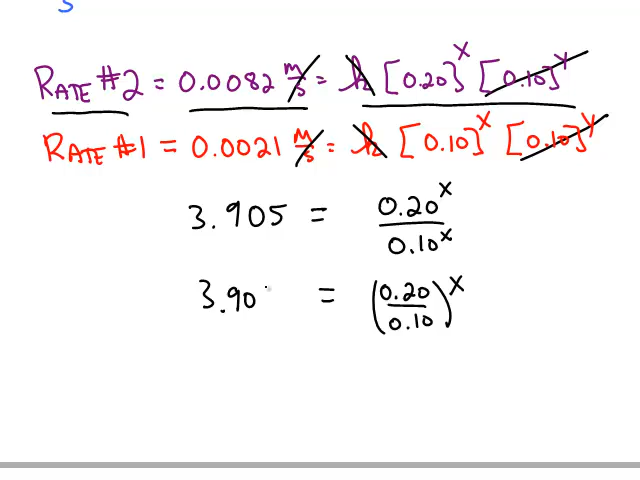 RATE #2 = 0.0082 M/s = k [0.20]^x [0.10]^y
RATE #1 = 0.0021 M/s = k [0.10]^x [0.10]^y
3.905 = 0.20^x / 0.10^x
3.90 = (0.20 / 0.10)^x